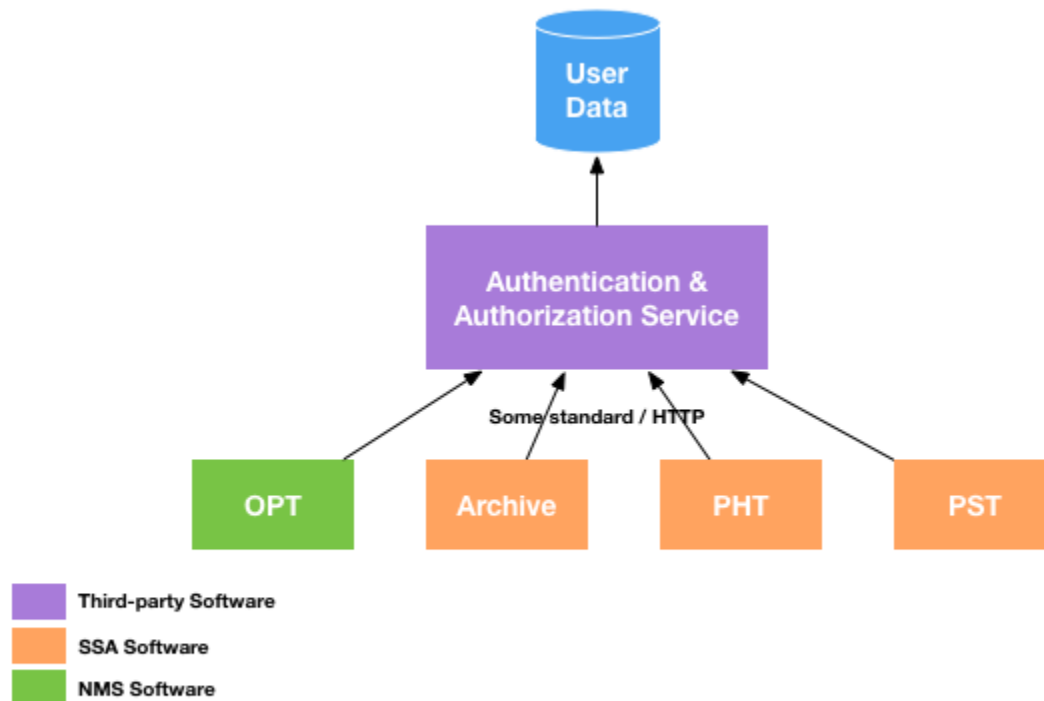 User
Data
Authentication &
Authorization Service
Some standard / HTTP
OPT
Archive
PHT
PST
Third-party Software
SSA Software
NMS Software